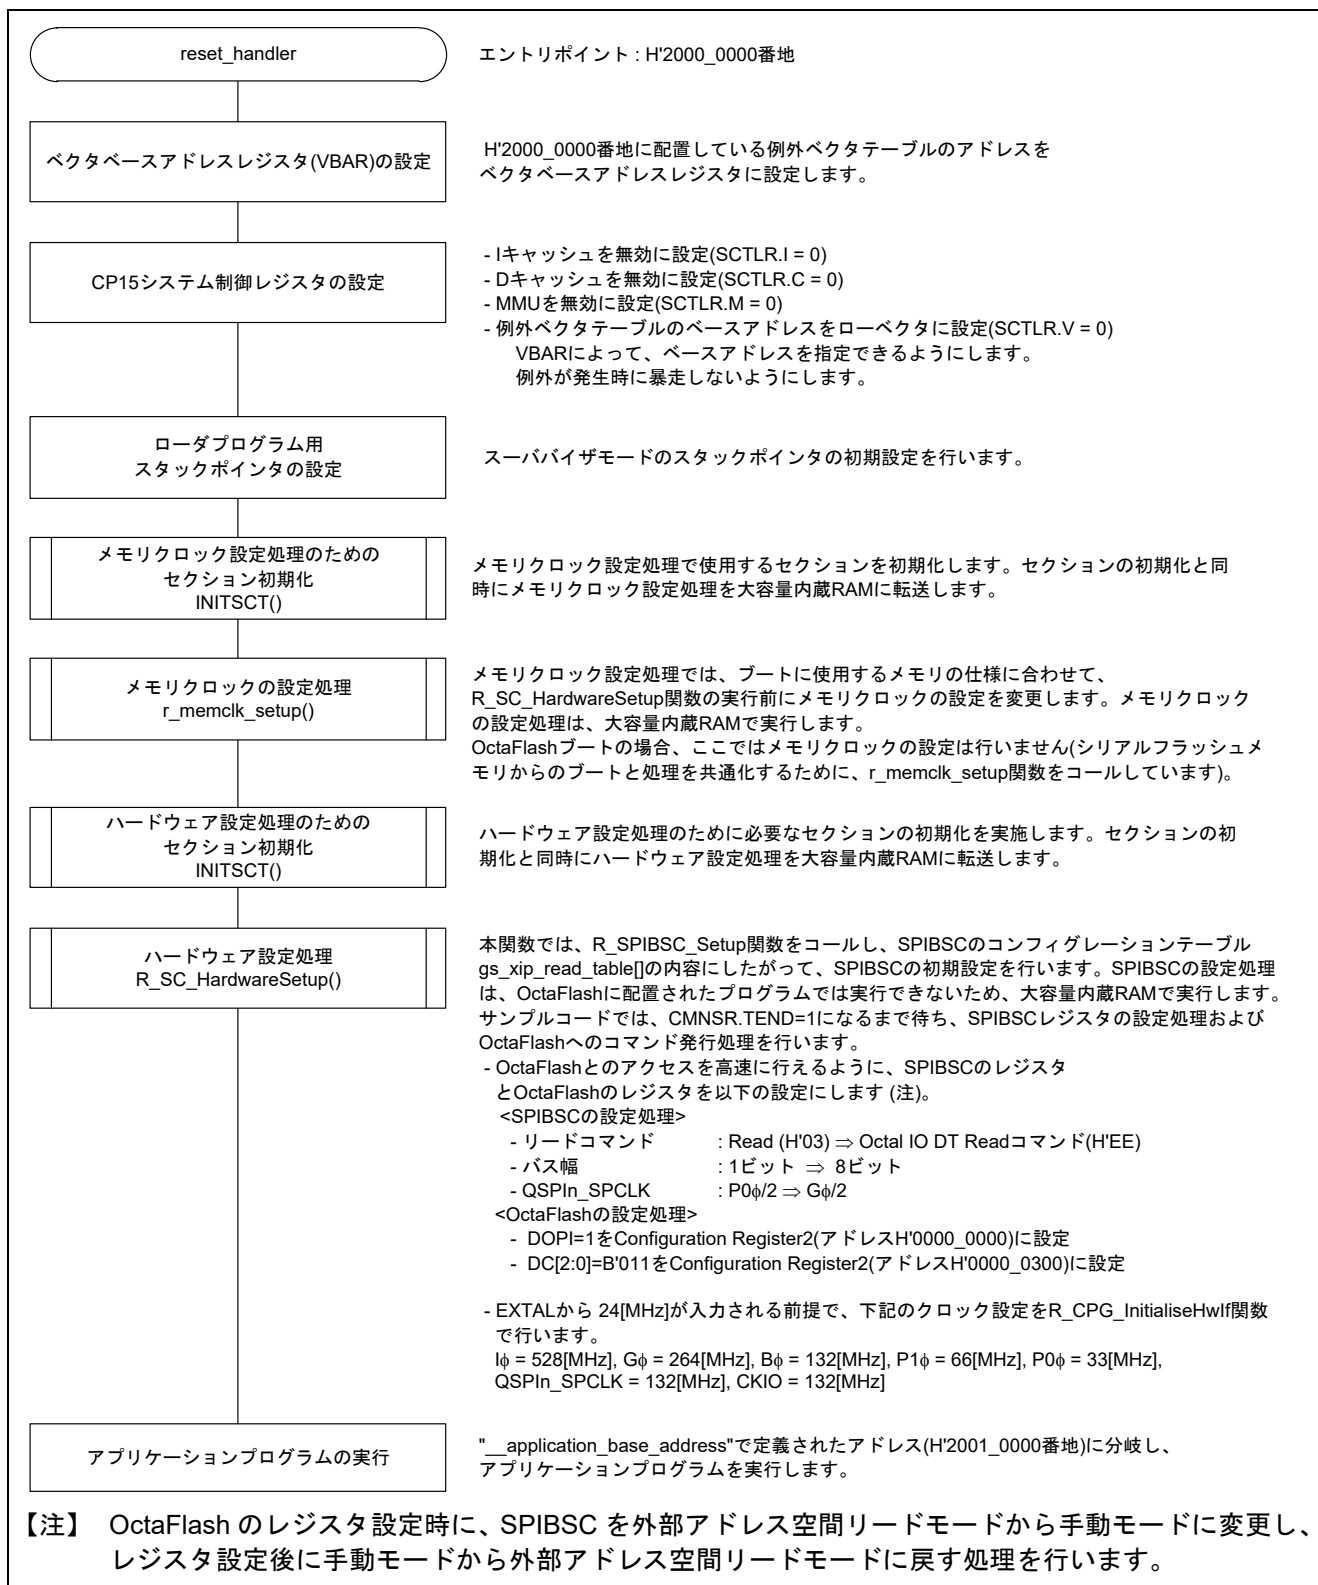 reset_handler
エントリポイント : H'2000_0000番地
ベクタベースアドレスレジスタ(VBAR)の設定
H'2000_0000番地に配置している例外ベクタテーブルのアドレスを
ベクタベースアドレスレジスタに設定します。
CP15システム制御レジスタの設定
- Iキャッシュを無効に設定(SCTLR.I = 0)
- Dキャッシュを無効に設定(SCTLR.C = 0)
- MMUを無効に設定(SCTLR.M = 0)
- 例外ベクタテーブルのベースアドレスをローベクタに設定(SCTLR.V = 0)
VBARによって、ベースアドレスを指定できるようにします。
例外が発生時に暴走しないようにします。
ローダプログラム用
スタックポインタの設定
スーババイザモードのスタックポインタの初期設定を行います。
メモリクロック設定処理のための
セクション初期化
INITSCT()
メモリクロック設定処理で使用するセクションを初期化します。セクションの初期化と同
時にメモリクロック設定処理を大容量内蔵RAMに転送します。
メモリクロックの設定処理
r_memclk_setup()
メモリクロック設定処理では、ブートに使用するメモリの仕様に合わせて、
R_SC_HardwareSetup関数の実行前にメモリクロックの設定を変更します。メモリクロック
の設定処理は、大容量内蔵RAMで実行します。
OctaFlashブートの場合、ここではメモリクロックの設定は行いません(シリアルフラッシュメ
モリからのブートと処理を共通化するために、r_memclk_setup関数をコールしています)。
ハードウェア設定処理のための
セクション初期化
INITSCT()
ハードウェア設定処理のために必要なセクションの初期化を実施します。セクションの初
期化と同時にハードウェア設定処理を大容量内蔵RAMに転送します。
ハードウェア設定処理
R_SC_HardwareSetup()
本関数では、R_SPIBSC_Setup関数をコールし、SPIBSCのコンフィグレーションテーブル
gs_xip_read_table[]の内容にしたがって、SPIBSCの初期設定を行います。SPIBSCの設定処理
は、OctaFlashに配置されたプログラムでは実行できないため、大容量内蔵RAMで実行します。
サンプルコードでは、CMNSR.TEND=1になるまで待ち、SPIBSCレジスタの設定処理および
OctaFlashへのコマンド発行処理を行います。
- OctaFlashとのアクセスを高速に行えるように、SPIBSCのレジスタ
とOctaFlashのレジスタを以下の設定にします (注)。
<SPIBSCの設定処理>
- リードコマンド : Read (H'03) ⇒ Octal IO DT Readコマンド(H'EE)
- バス幅 : 1ビット ⇒ 8ビット
- QSPIn_SPCLK : P0ϕ/2 ⇒ Gϕ/2
<OctaFlashの設定処理>
- DOPI=1をConfiguration Register2(アドレスH'0000_0000)に設定
- DC[2:0]=B'011をConfiguration Register2(アドレスH'0000_0300)に設定
- EXTALから 24[MHz]が入力される前提で、下記のクロック設定をR_CPG_InitialiseHwIf関数
で行います。
Iϕ = 528[MHz], Gϕ = 264[MHz], Bϕ = 132[MHz], P1ϕ = 66[MHz], P0ϕ = 33[MHz],
QSPIn_SPCLK = 132[MHz], CKIO = 132[MHz]
アプリケーションプログラムの実行
"__application_base_address"で定義されたアドレス(H'2001_0000番地)に分岐し、
アプリケーションプログラムを実行します。
【注】 OctaFlash のレジスタ設定時に、SPIBSC を外部アドレス空間リードモードから手動モードに変更し、
レジスタ設定後に手動モードから外部アドレス空間リードモードに戻す処理を行います。